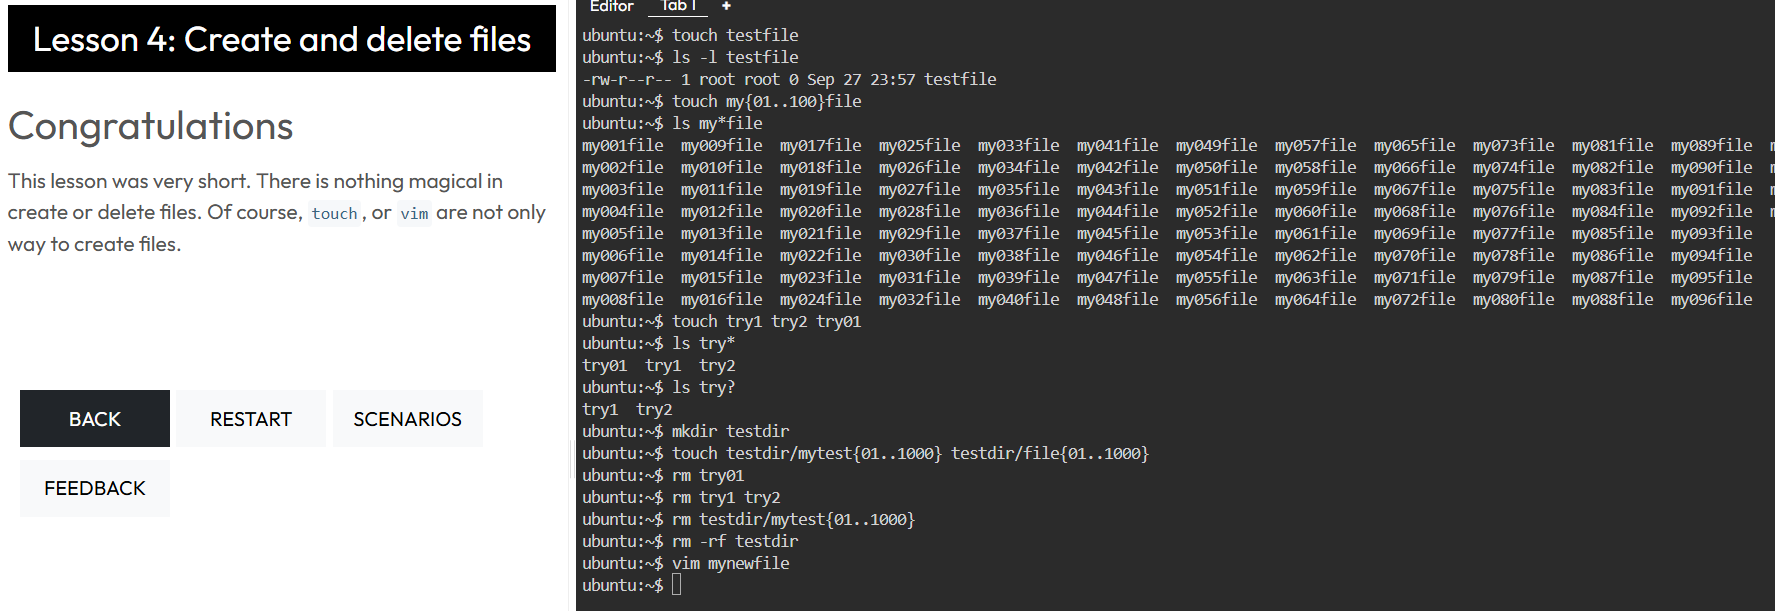 Lesson 4: Create and delete files
Congratulations
This lesson was very short. There is nothing magical in
create or delete files. Of course, touch, or vim are not only
way to create files.
BACK
RESTART
SCENARIOS
FEEDBACK
Editor Tab 1 +
ubuntu:~$ touch testfile
ubuntu:~$ ls -l testfile
-rw-r--r-- 1 root root 0 Sep 27 23:57 testfile
ubuntu:~$ touch my{01..100}file
ubuntu:~$ ls my*file
my001file my009file my017file my025file my033file my041file my049file my057file my065file my073file my081file my089file
my002file my010file my018file my026file my034file my042file my050file my058file my066file my074file my082file my090file
my003file my011file my019file my027file my035file my043file my051file my059file my067file my075file my083file my091file
my004file my012file my020file my028file my036file my044file my052file my060file my068file my076file my084file my092file
my005file my013file my021file my029file my037file my045file my053file my061file my069file my077file my085file my093file
my006file my014file my022file my030file my038file my046file my054file my062file my070file my078file my086file my094file
my007file my015file my023file my031file my039file my047file my055file my063file my071file my079file my087file my095file
my008file my016file my024file my032file my040file my048file my056file my064file my072file my080file my088file my096file
ubuntu:~$ touch try1 try2 try01
ubuntu:~$ ls try*
try01 try1 try2
ubuntu:~$ ls try?
try1 try2
ubuntu:~$ mkdir testdir
ubuntu:~$ touch testdir/mytest{01..1000} testdir/file{01..1000}
ubuntu:~$ rm try01
ubuntu:~$ rm try1 try2
ubuntu:~$ rm testdir/mytest{01..1000}
ubuntu:~$ rm -rf testdir
ubuntu:~$ vim mynewfile
ubuntu:~$